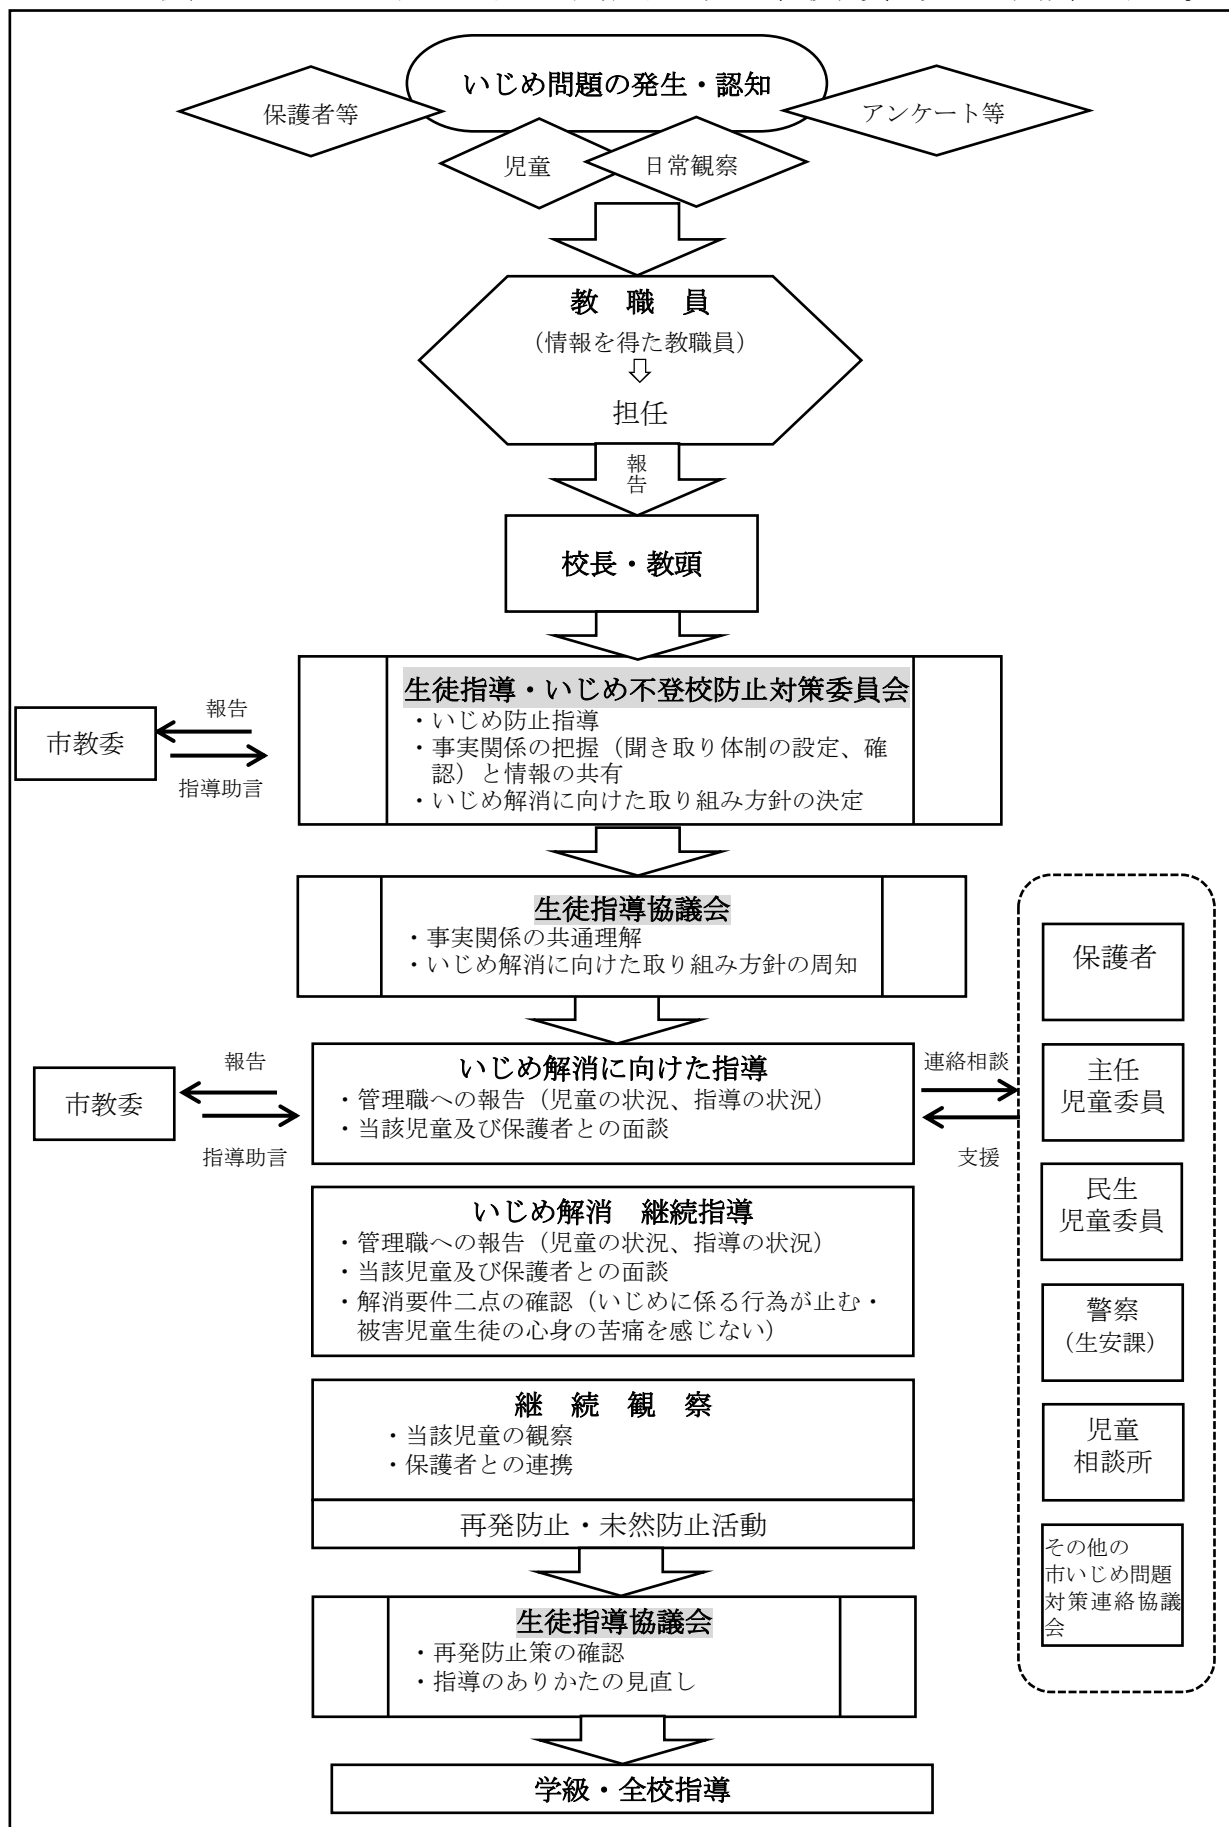 いじめ問題の発生・認知
保護者等
アンケート等
児童
日常観察
教　職　員
（情報を得た教職員）
担任
報告
校長・教頭
生徒指導・いじめ不登校防止対策委員会
・いじめ防止指導
・事実関係の把握（聞き取り体制の設定、確
認）と情報の共有
・いじめ解消に向けた取り組み方針の決定
市教委
報告
指導助言
生徒指導協議会
・事実関係の共通理解
・いじめ解消に向けた取り組み方針の周知
いじめ解消に向けた指導
・管理職への報告（児童の状況、指導の状況）
・当該児童及び保護者との面談
市教委
報告
指導助言
連絡相談
支援
保護者
主任
児童委員
民生
児童委員
警察
（生安課）
児童
相談所
その他の
市いじめ問題
対策連絡協議
会
いじめ解消　継続指導
・管理職への報告（児童の状況、指導の状況）
・当該児童及び保護者との面談
・解消要件二点の確認（いじめに係る行為が止む・
被害児童生徒の心身の苦痛を感じない）
継　続　観　察
・当該児童の観察
・保護者との連携
再発防止・未然防止活動
生徒指導協議会
・再発防止策の確認
・指導のありかたの見直し
学級・全校指導